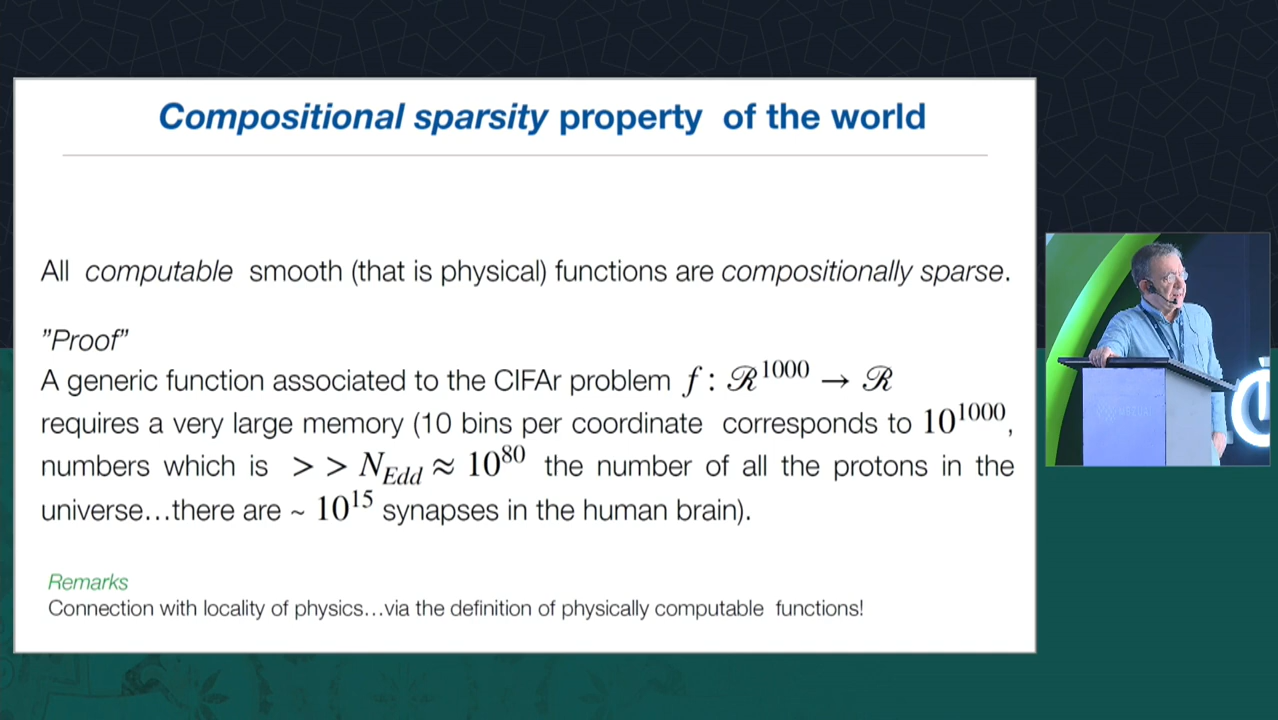 Compositional sparsity property of the world
All computable smooth (that is physical) functions are compositionally sparse.
"Proof"
A generic function associated to the CIFAr problem f : ℛ^1000 → ℛ
requires a very large memory (10 bins per coordinate corresponds to 10^1000,
numbers which is > > N_Edd ≈ 10^80 the number of all the protons in the
universe…there are ~ 10^15 synapses in the human brain).
Remarks
Connection with locality of physics…via the definition of physically computable functions!